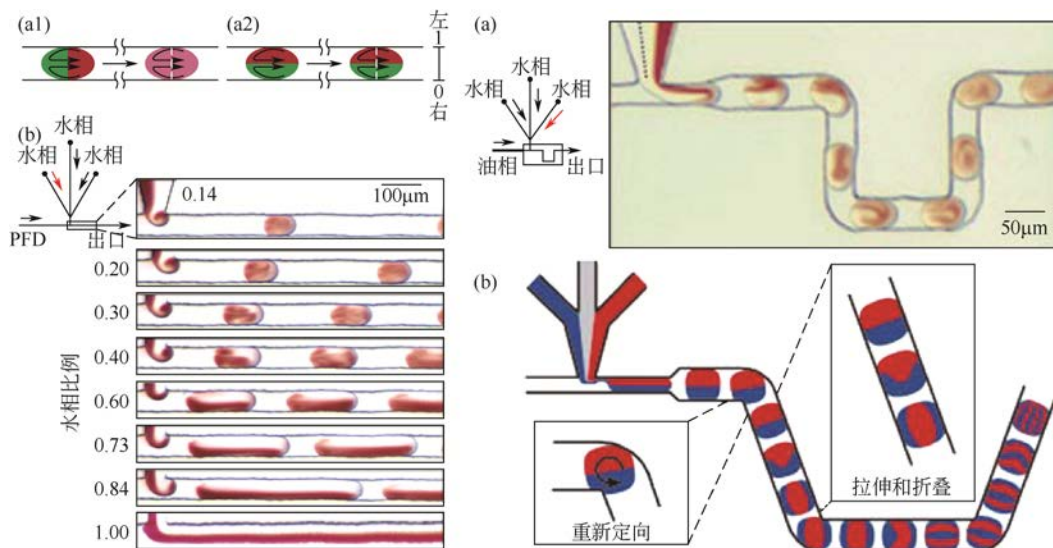 (a1)
(a2)
左
1
0
右
(b)
水相
水相
水相
PFD
出口
0.14
100μm
0.20
0.30
0.40
0.60
0.73
0.84
1.00
水相比例
(a)
水相
水相
水相
油相
出口
50μm
(b)
重新定向
拉伸和折叠